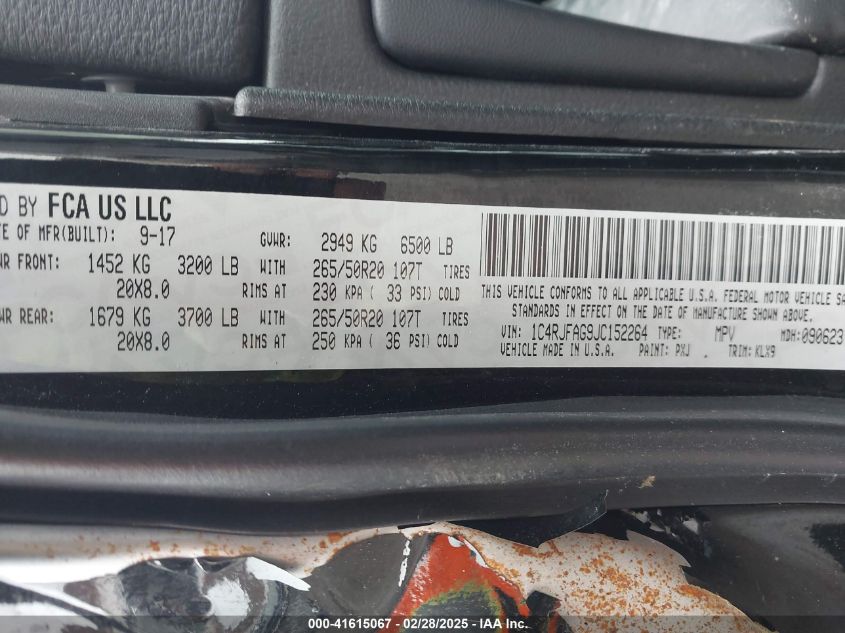 D BY FCA US LLC
TE OF MFR(BUILT): 9-17 GVWR: 2949 KG 6500 LB
WR FRONT: 1452 KG 3200 LB WITH 265/50R20 107T TIRES
20X8.0 RIMS AT 230 KPA ( 33 PSI) COLD
WR REAR: 1679 KG 3700 LB WITH 265/50R20 107T TIRES
20X8.0 RIMS AT 250 KPA ( 36 PSI) COLD
THIS VEHICLE CONFORMS TO ALL APPLICABLE U.S.A. FEDERAL MOTOR VEHICLE SA
STANDARDS IN EFFECT ON THE DATE OF MANUFACTURE SHOWN ABOVE.
VIN: 1C4RJFAG9JC152264 TYPE: MPV MDH:090623
VEHICLE MADE IN U.S.A. PAINT: PXJ TRIM: KLX9
000-41615067 - 02/28/2025 - IAA Inc.